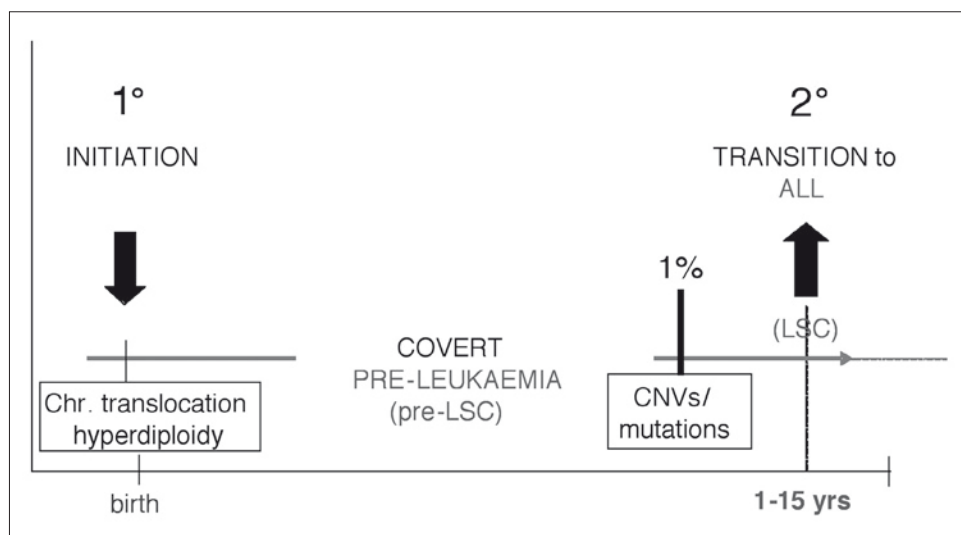 1°
INITIATION
2°
TRANSITION to
ALL
1%
(LSC)
COVERT
PRE-LEUKAEMIA
(pre-LSC)
Chr. translocation
hyperdiploidy
CNVs/
mutations
birth
1-15 yrs